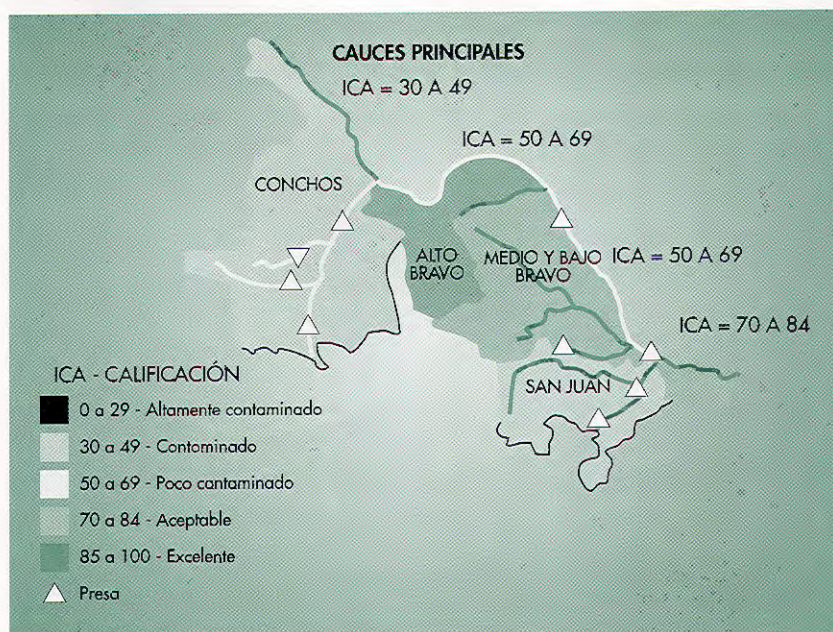 CAUCES PRINCIPALES
ICA = 30 A 49
ICA = 50 A 69
CONCHOS
ALTO
BRAVO
MEDIO Y BAJO
BRAVO
ICA = 50 A 69
ICA = 70 A 84
SAN JUAN
ICA - CALIFICACIÓN
0 a 29 - Altamente contaminado
30 a 49 - Contominado
50 a 69 - Poco cantaminado
70 a 84 - Aceptable
85 a 100 - Excelente
Presa